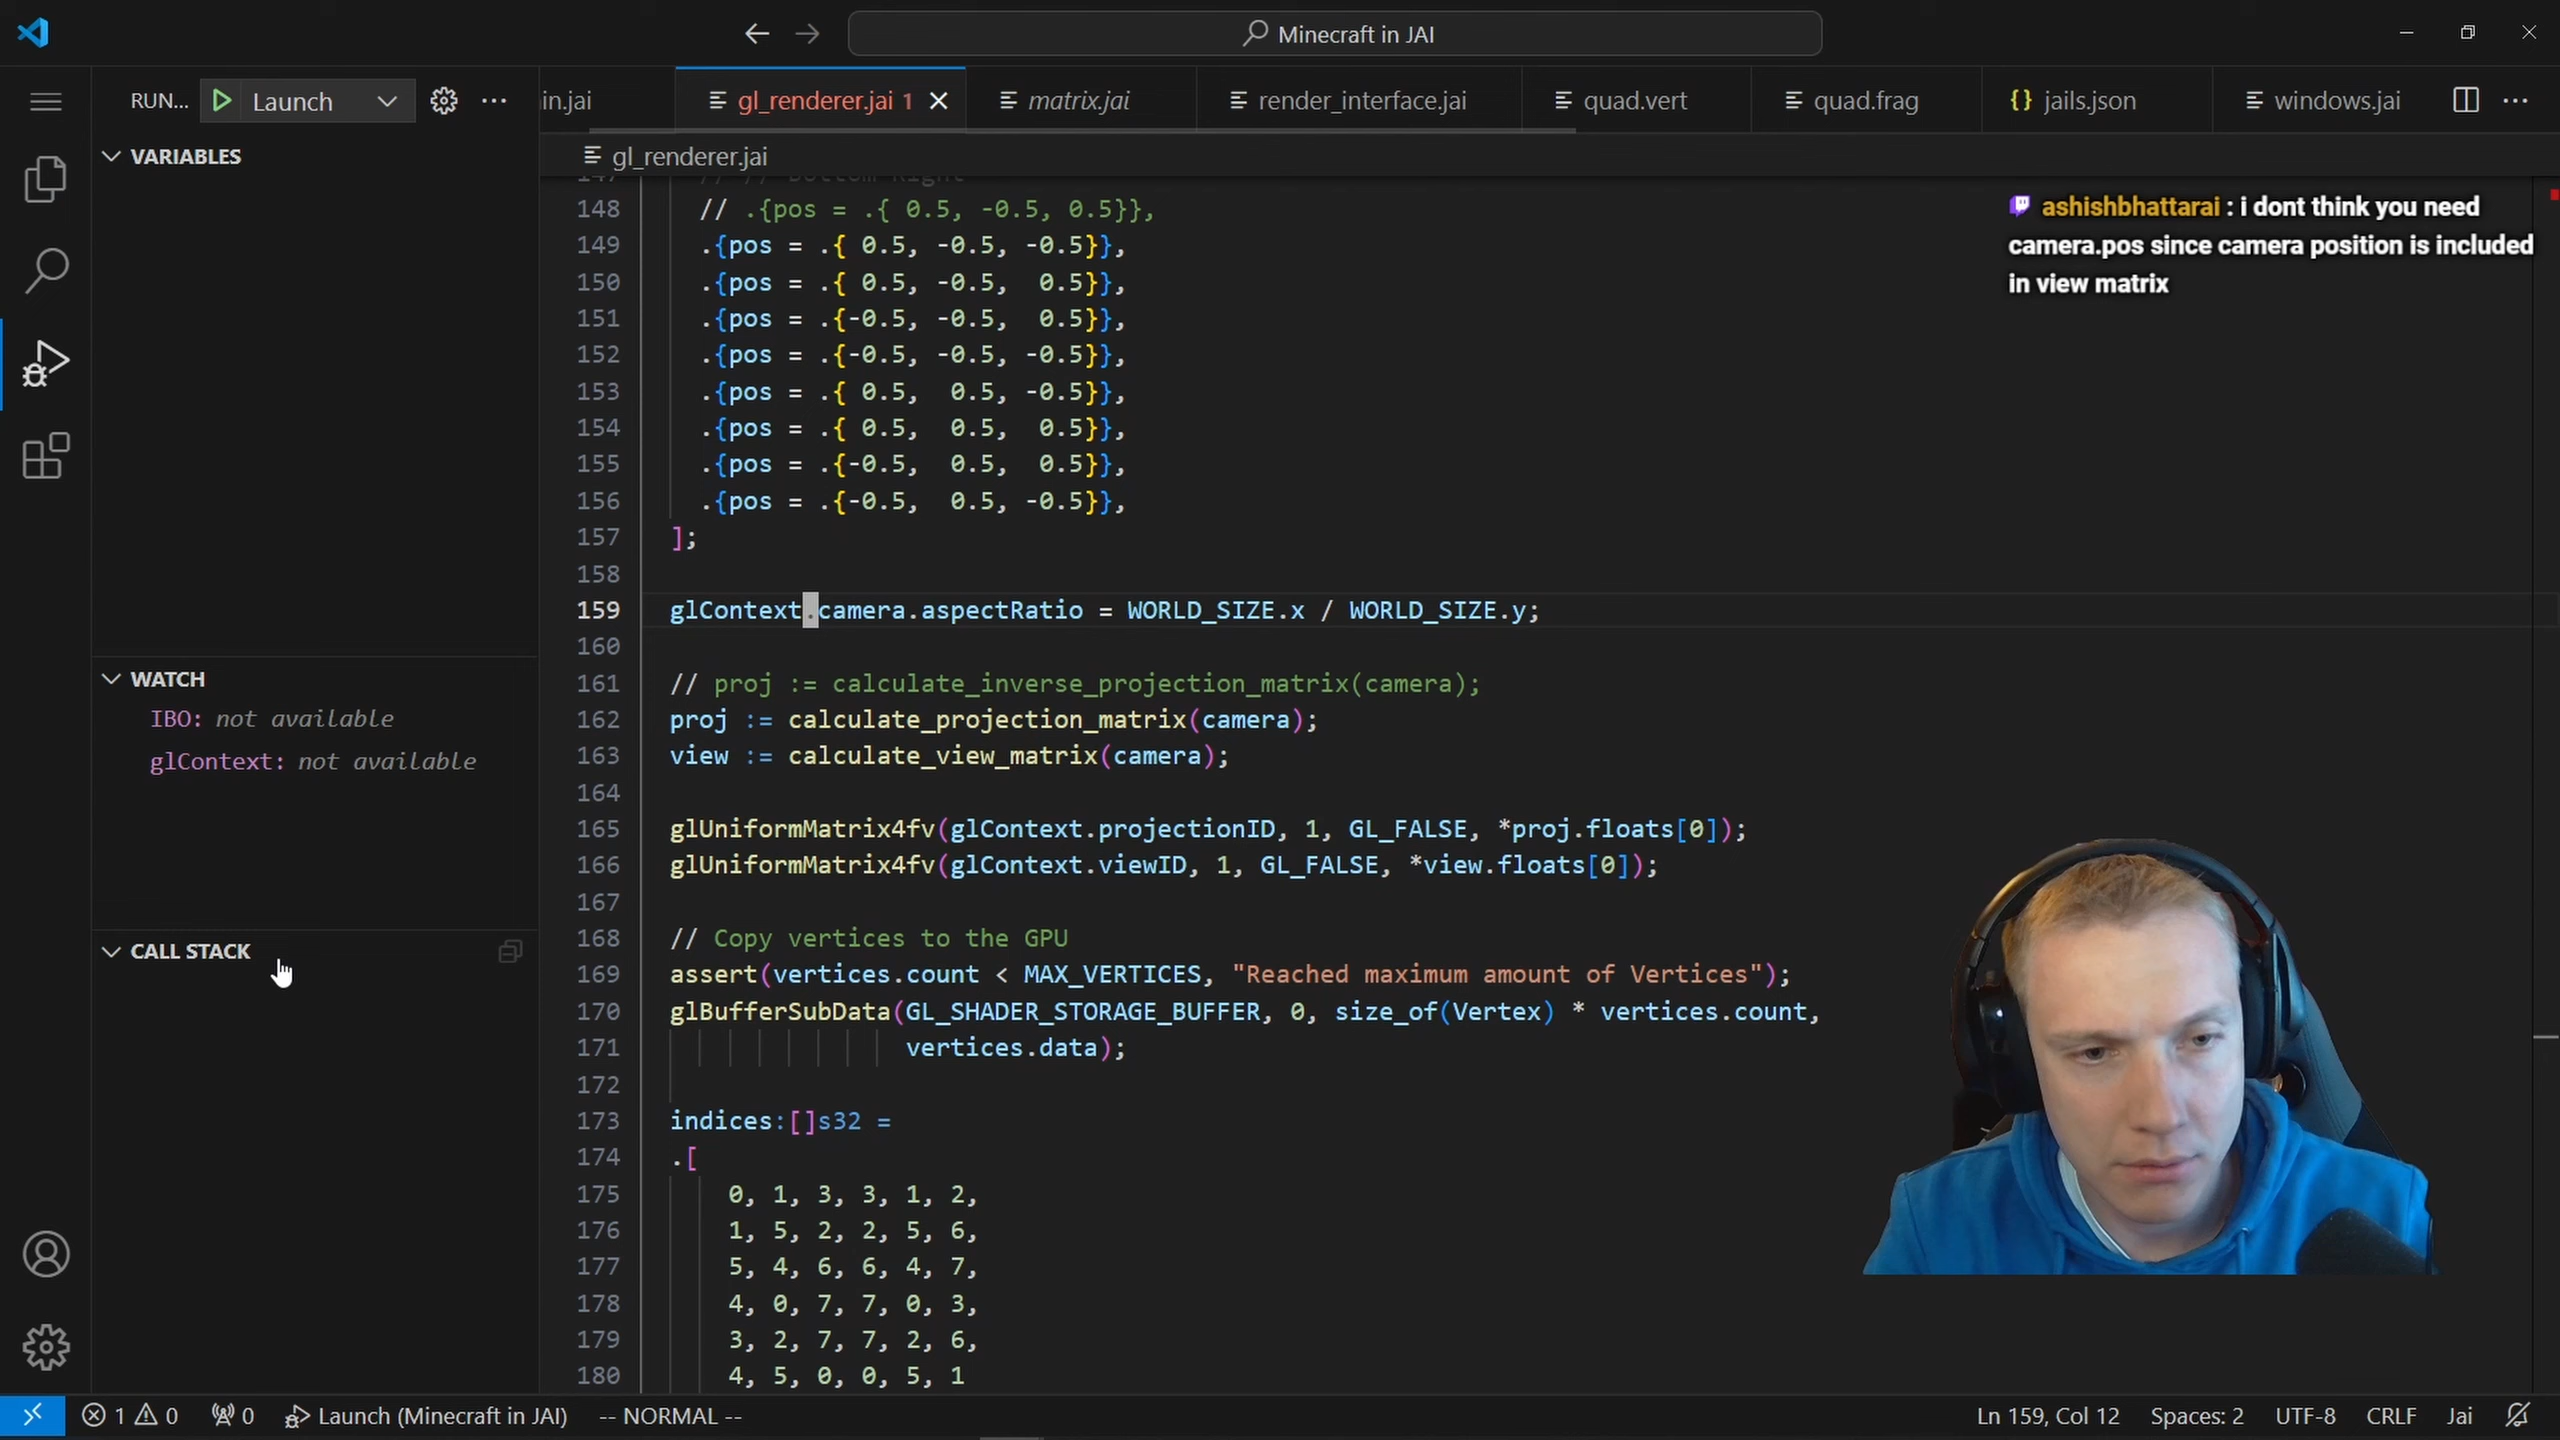 Minecraft in JAI
RUN...
Launch
in.jai
gl_renderer.jai 1
matrix.jai
render_interface.jai
quad.vert
quad.frag
{} jails.json
windows.jai
VARIABLES
gl_renderer.jai
147 // // Bottom Right
148 // .{pos = .{ 0.5, -0.5, 0.5}},
149 .{pos = .{ 0.5, -0.5, -0.5}},
150 .{pos = .{ 0.5, -0.5,  0.5}},
151 .{pos = .{-0.5, -0.5,  0.5}},
152 .{pos = .{-0.5, -0.5, -0.5}},
153 .{pos = .{ 0.5,  0.5, -0.5}},
154 .{pos = .{ 0.5,  0.5,  0.5}},
155 .{pos = .{-0.5,  0.5,  0.5}},
156 .{pos = .{-0.5,  0.5, -0.5}},
157 ];
158
159 glContext.camera.aspectRatio = WORLD_SIZE.x / WORLD_SIZE.y;
160
161 // proj := calculate_inverse_projection_matrix(camera);
162 proj := calculate_projection_matrix(camera);
163 view := calculate_view_matrix(camera);
164
165 glUniformMatrix4fv(glContext.projectionID, 1, GL_FALSE, *proj.floats[0]);
166 glUniformMatrix4fv(glContext.viewID, 1, GL_FALSE, *view.floats[0]);
167
168 // Copy vertices to the GPU
169 assert(vertices.count < MAX_VERTICES, "Reached maximum amount of Vertices");
170 glBufferSubData(GL_SHADER_STORAGE_BUFFER, 0, size_of(Vertex) * vertices.count,
171 vertices.data);
172
173 indices:[]s32 =
174 .[
175 0, 1, 3, 3, 1, 2,
176 1, 5, 2, 2, 5, 6,
177 5, 4, 6, 6, 4, 7,
178 4, 0, 7, 7, 0, 3,
179 3, 2, 7, 7, 2, 6,
180 4, 5, 0, 0, 5, 1
ashishbhattarai : i dont think you need
camera.pos since camera position is included
in view matrix
WATCH
IBO: not available
glContext: not available
CALL STACK
1 0
0
Launch (Minecraft in JAI)
-- NORMAL --
Ln 159, Col 12
Spaces: 2
UTF-8
CRLF
Jai